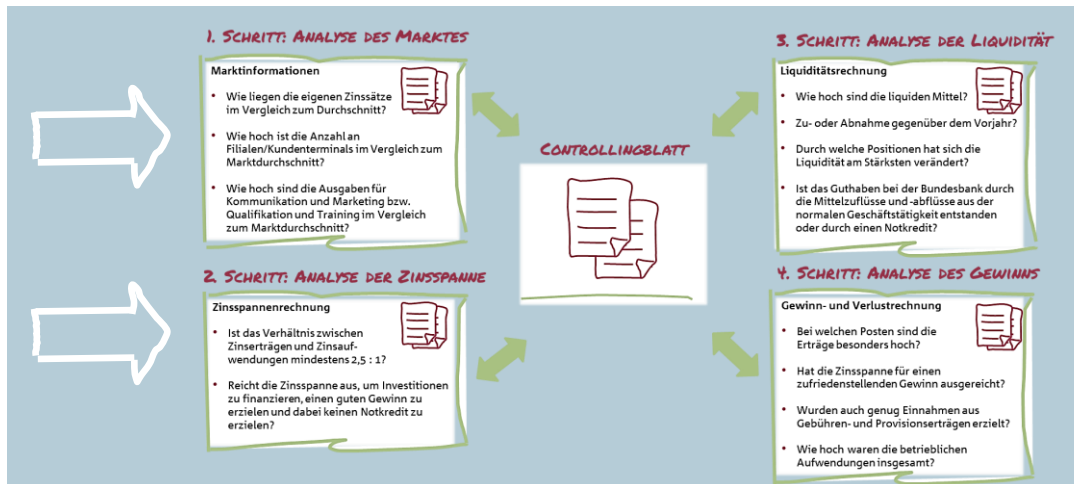 1. Schritt: Analyse des Marktes
Marktinformationen
• Wie liegen die eigenen Zinssätze
im Vergleich zum Durchschnitt?
• Wie hoch ist die Anzahl an
Filialen/Kundenterminals im Vergleich zum
Marktdurchschnitt?
• Wie hoch sind die Ausgaben für
Kommunikation und Marketing bzw.
Qualifikation und Training im Vergleich
zum Marktdurchschnitt?
2. Schritt: Analyse der Zinsspanne
Zinsspannenrechnung
• Ist das Verhältnis zwischen
Zinserträgen und Zinsauf-
wendungen mindestens 2,5 : 1?
• Reicht die Zinsspanne aus, um Investitionen
zu finanzieren, einen guten Gewinn zu
erzielen und dabei keinen Notkredit zu
erzielen?
Controllingblatt
3. Schritt: Analyse der Liquidität
Liquiditätsrechnung
• Wie hoch sind die liquiden Mittel?
• Zu- oder Abnahme gegenüber dem Vorjahr?
• Durch welche Positionen hat sich die
Liquidität am Stärksten verändert?
• Ist das Guthaben bei der Bundesbank durch
die Mittelzuflüsse und -abflüsse aus der
normalen Geschäftstätigkeit entstanden
oder durch einen Notkredit?
4. Schritt: Analyse des Gewinns
Gewinn- und Verlustrechnung
• Bei welchen Posten sind die
Erträge besonders hoch?
• Hat die Zinsspanne für einen
zufriedenstellenden Gewinn ausgereicht?
• Wurden auch genug Einnahmen aus
Gebühren- und Provisionserträgen erzielt?
• Wie hoch waren die betrieblichen
Aufwendungen insgesamt?